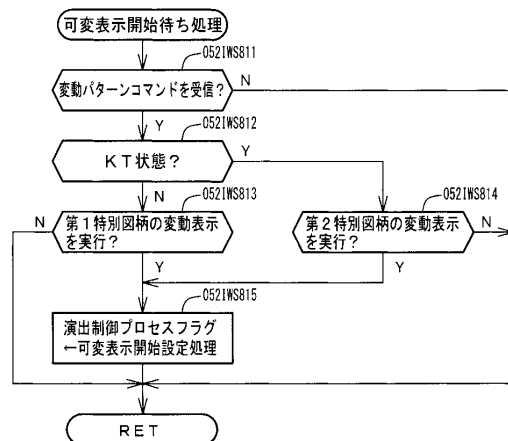 可変表示開始待ち処理
052IWS811
変動パターンコマンドを受信?
N
Y
052IWS812
KT状態?
Y
N
052IWS813
052IWS814
N
第1特別図柄の変動表示
を実行?
第2特別図柄の変動表示
を実行?
N
Y
Y
052IWS815
演出制御プロセスフラグ
←可変表示開始設定処理
RET